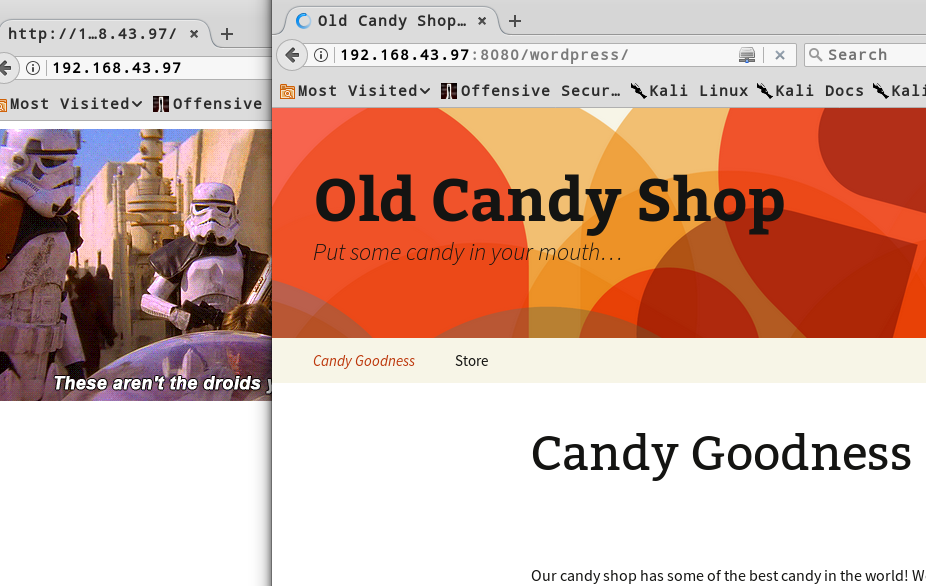 http://1…8.43.97/ × +
192.168.43.97
Most Visited Offensive
These aren't the droids
Old Candy Shop… × +
192.168.43.97:8080/wordpress/ × Search
Most Visited Offensive Secur… Kali Linux Kali Docs Kali
Old Candy Shop
Put some candy in your mouth…
Candy Goodness Store
Candy Goodness
Our candy shop has some of the best candy in the world! W